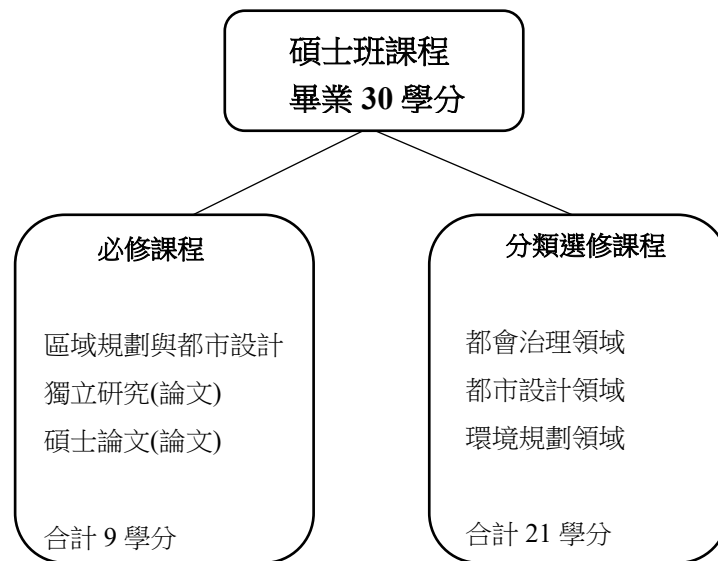 碩士班課程
畢業 30 學分
必修課程
區域規劃與都市設計
獨立研究(論文)
碩士論文(論文)
合計 9 學分
分類選修課程
都會治理領域
都市設計領域
環境規劃領域
合計 21 學分